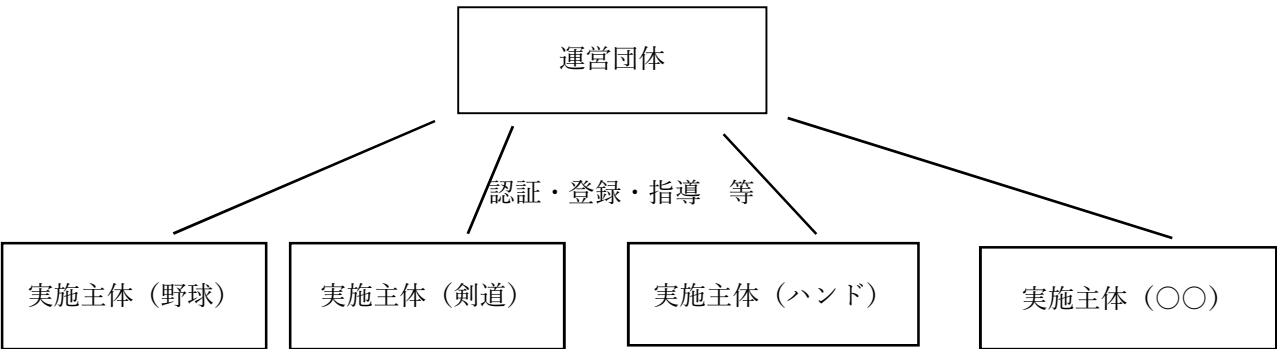 運営団体
認証・登録・指導　等
実施主体（野球）
実施主体（剣道）
実施主体（ハンド）
実施主体（○○）